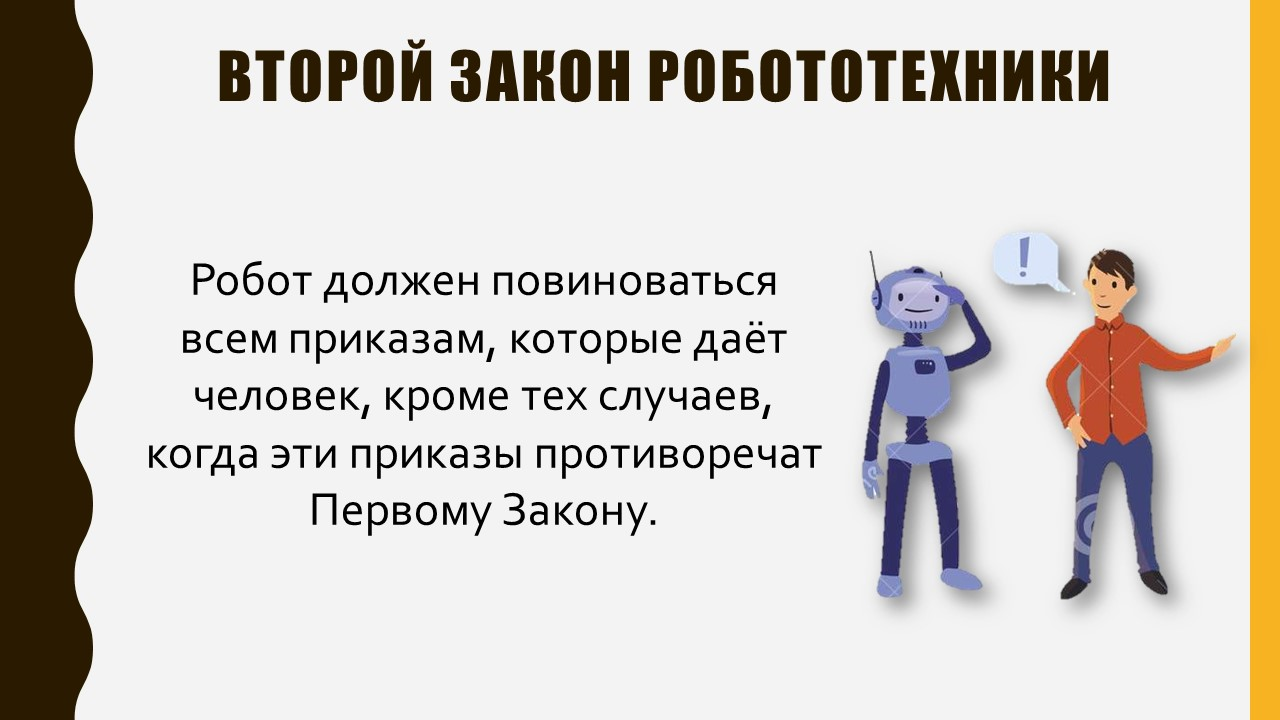 ВТОРОЙ ЗАКОН РОБОТОТЕХНИКИ
Робот должен повиноваться
всем приказам, которые даёт
человек, кроме тех случаев,
когда эти приказы противоречат
Первому Закону.
!